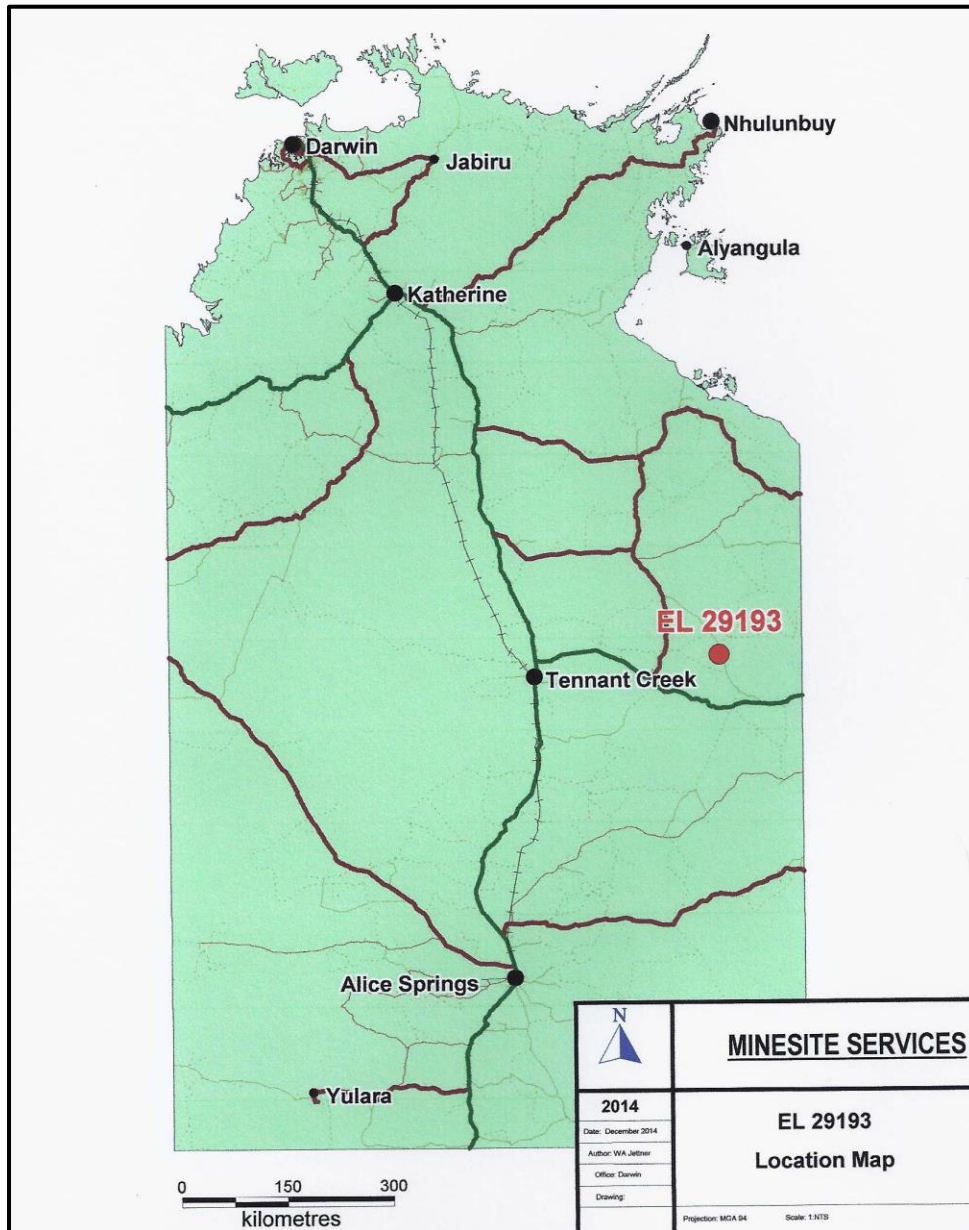 Nhulunbuy
Darwin
Jabiru
Alyangula
Katherine
EL 29193
Tennant Creek
Alice Springs
Yulara
0 150 300
kilometres
N
MINESITE SERVICES
2014
Date: December 2014
Author: WA Jettner
Office: Darwin
Drawing:
EL 29193
Location Map
Projection: MGA 94 Scale: 1:NTS